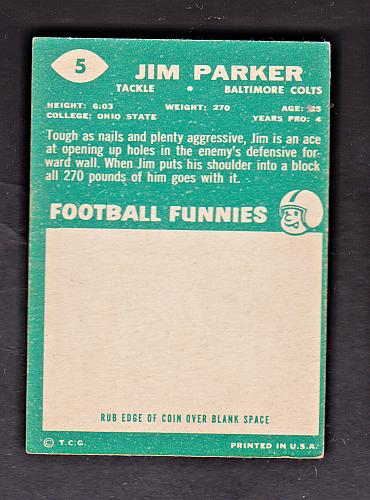 5
JIM PARKER
TACKLE • BALTIMORE COLTS
HEIGHT: 6:03 WEIGHT: 270 AGE: 25
COLLEGE: OHIO STATE YEARS PRO: 4
Tough as nails and plenty aggressive, Jim is an ace
at opening up holes in the enemy's defensive for-
ward wall. When Jim puts his shoulder into a block
all 270 pounds of him goes with it.
FOOTBALL FUNNIES
RUB EDGE OF COIN OVER BLANK SPACE
© T.C.G. PRINTED IN U.S.A.